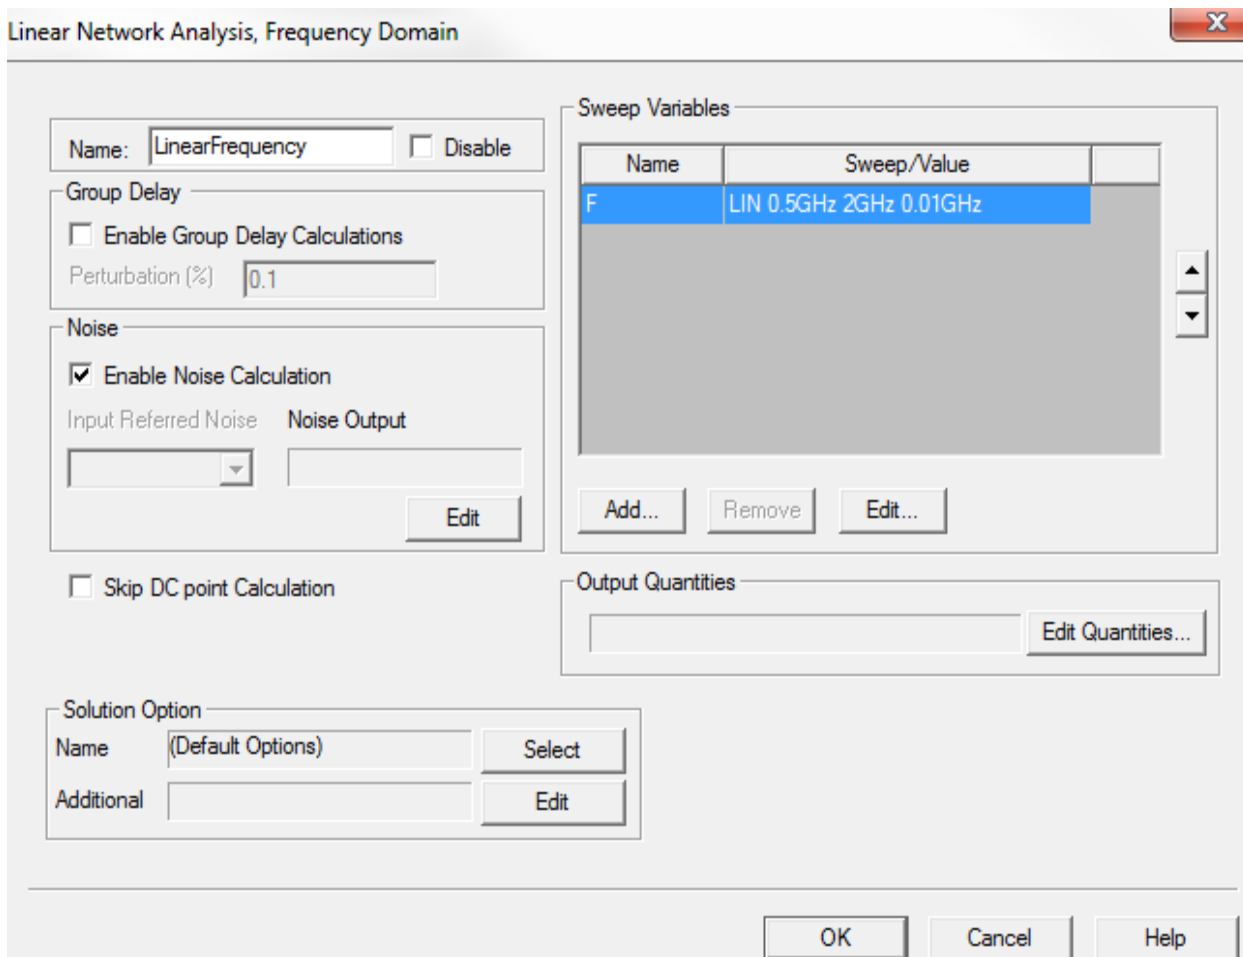 Linear Network Analysis, Frequency Domain
Name: LinearFrequency Disable
Group Delay
Enable Group Delay Calculations
Perturbation (%) 0.1
Noise
Enable Noise Calculation
Input Referred Noise Noise Output
Edit
Skip DC point Calculation
Sweep Variables
Name Sweep/Value
F LIN 0.5GHz 2GHz 0.01GHz
Add... Remove Edit...
Output Quantities
Edit Quantities...
Solution Option
Name (Default Options) Select
Additional Edit
OK Cancel Help